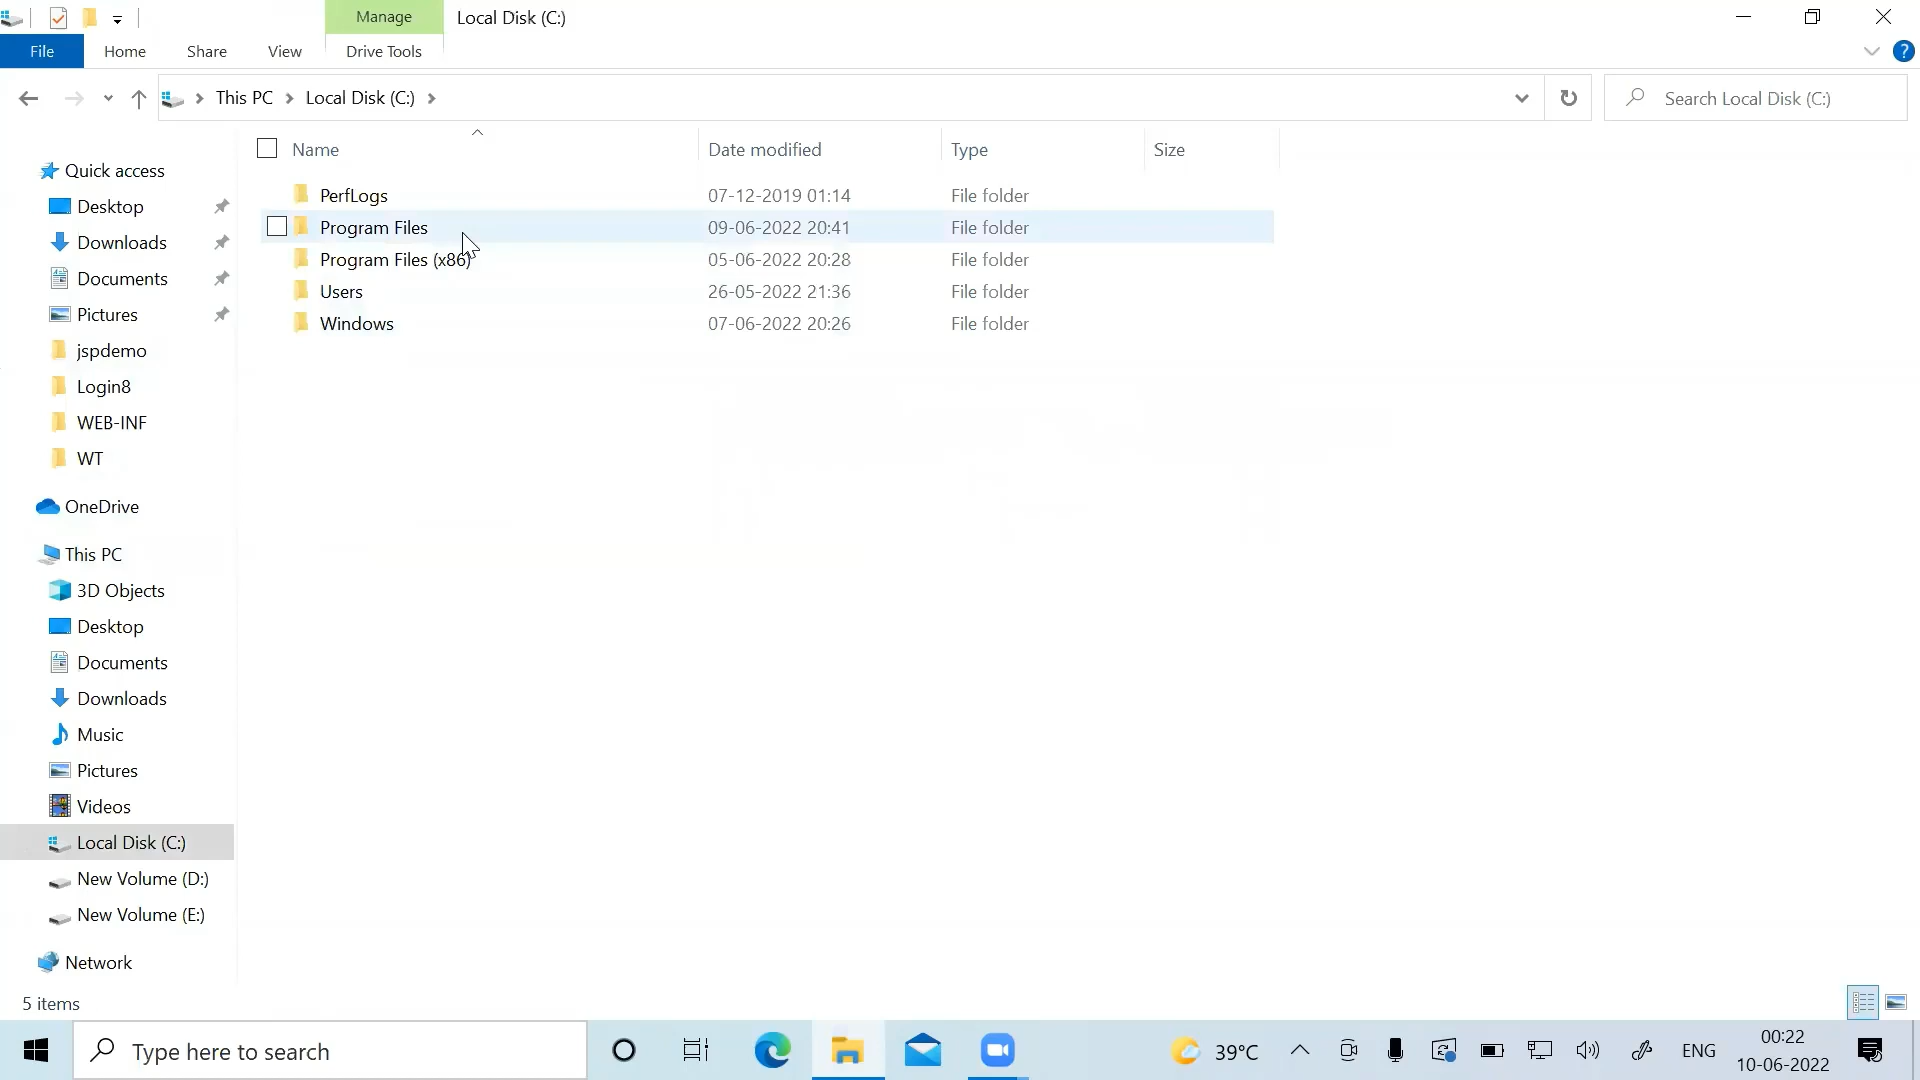 Manage
Local Disk (C:)
File
Home
Share
View
Drive Tools
?
This PC
Local Disk (C:)
Search Local Disk (C:)
Name
Date modified
Type
Size
PerfLogs
07-12-2019 01:14
File folder
Program Files
09-06-2022 20:41
File folder
Program Files (x86)
05-06-2022 20:28
File folder
Users
26-05-2022 21:36
File folder
Windows
07-06-2022 20:26
File folder
Quick access
Desktop
Downloads
Documents
Pictures
jspdemo
Login8
WEB-INF
WT
OneDrive
This PC
3D Objects
Desktop
Documents
Downloads
Music
Pictures
Videos
Local Disk (C:)
New Volume (D:)
New Volume (E:)
Network
5 items
Type here to search
39°C
ENG
00:22
10-06-2022